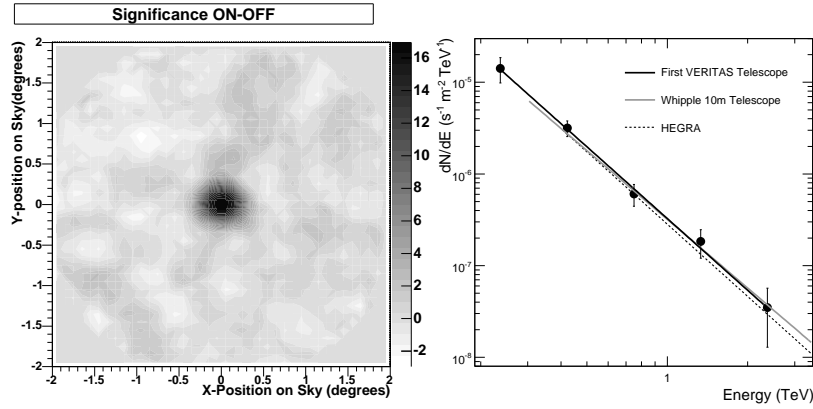 Significance ON-OFF
Y-position on Sky(degrees)
2
1.5
1
0.5
0
-0.5
-1
-1.5
-2
-2 -1.5 -1 -0.5 0 0.5 1 1.5 2
X-Position on Sky (degrees)
16
14
12
10
8
6
4
2
0
-2
dN/dE (s⁻¹ m⁻² TeV⁻¹)
10⁻⁵
10⁻⁶
10⁻⁷
10⁻⁸
First VERITAS Telescope
Whipple 10m Telescope
HEGRA
1
Energy (TeV)